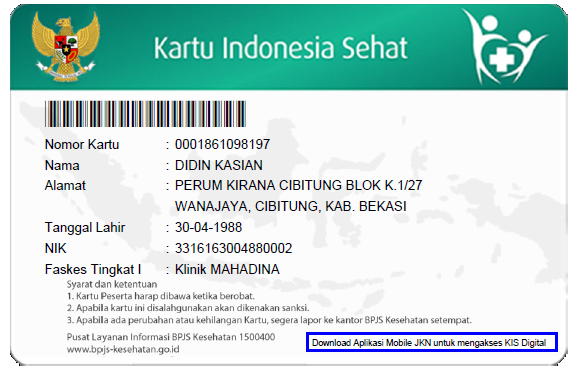 Kartu Indonesia Sehat
Nomor Kartu : 0001861098197
Nama : DIDIN KASIAN
Alamat : PERUM KIRANA CIBITUNG BLOK K.1/27
WANAJAYA, CIBITUNG, KAB. BEKASI
Tanggal Lahir : 30-04-1988
NIK : 3316163004880002
Faskes Tingkat I : Klinik MAHADINA
Syarat dan ketentuan
1. Kartu Peserta harap dibawa ketika berobat.
2. Apabila kartu ini disalahgunakan akan dikenakan sanksi.
3. Apabila ada perubahan atau kehilangan Kartu, segera lapor ke kantor BPJS Kesehatan setempat.
Pusat Layanan Informasi BPJS Kesehatan 1500400
www.bpjs-kesehatan.go.id
Download Aplikasi Mobile JKN untuk mengakses KIS Digital